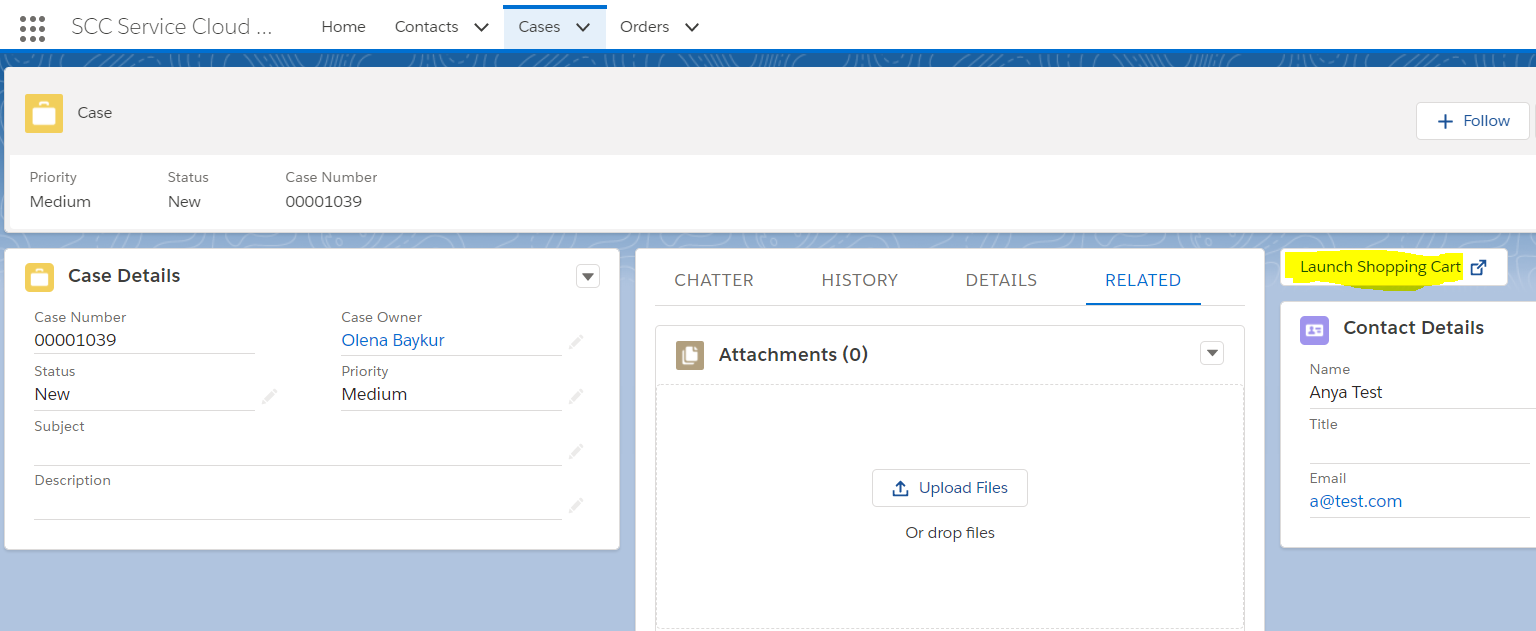 SCC Service Cloud ...
Home
Contacts
Cases
Orders
Case
Follow
Priority
Status
Case Number
Medium
New
00001039
Case Details
Case Number
Case Owner
00001039
Olena Baykur
Status
Priority
New
Medium
Subject
Description
CHATTER
HISTORY
DETAILS
RELATED
Attachments (0)
Upload Files
Or drop files
Launch Shopping Cart
Contact Details
Name
Anya Test
Title
Email
a@test.com